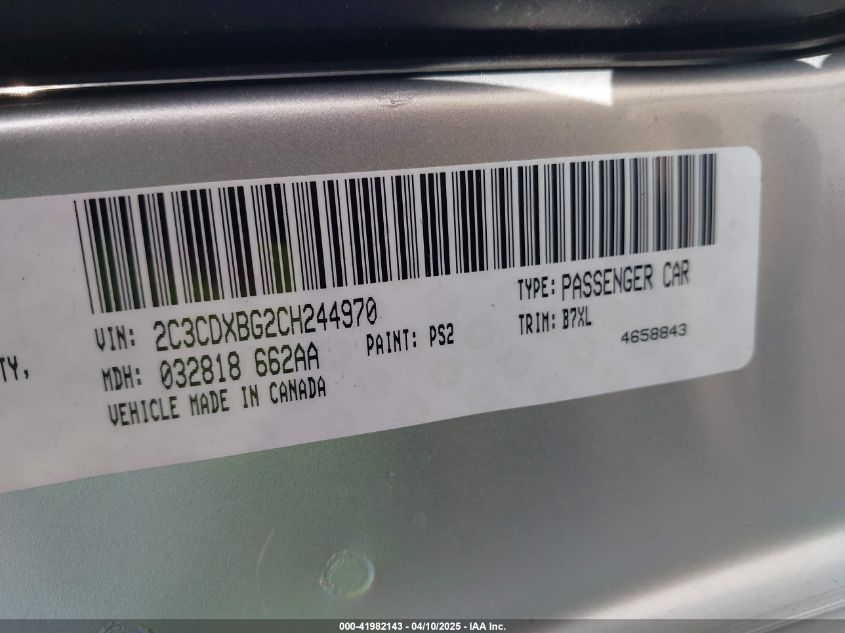 TYPE: PASSENGER CAR
VIN: 2C3CDXBG2CH244970
PAINT: PS2
TRIM: B7XL
4658843
TY,
MDH: 032818 662AA
VEHICLE MADE IN CANADA
000-41982143 - 04/10/2025 - IAA Inc.